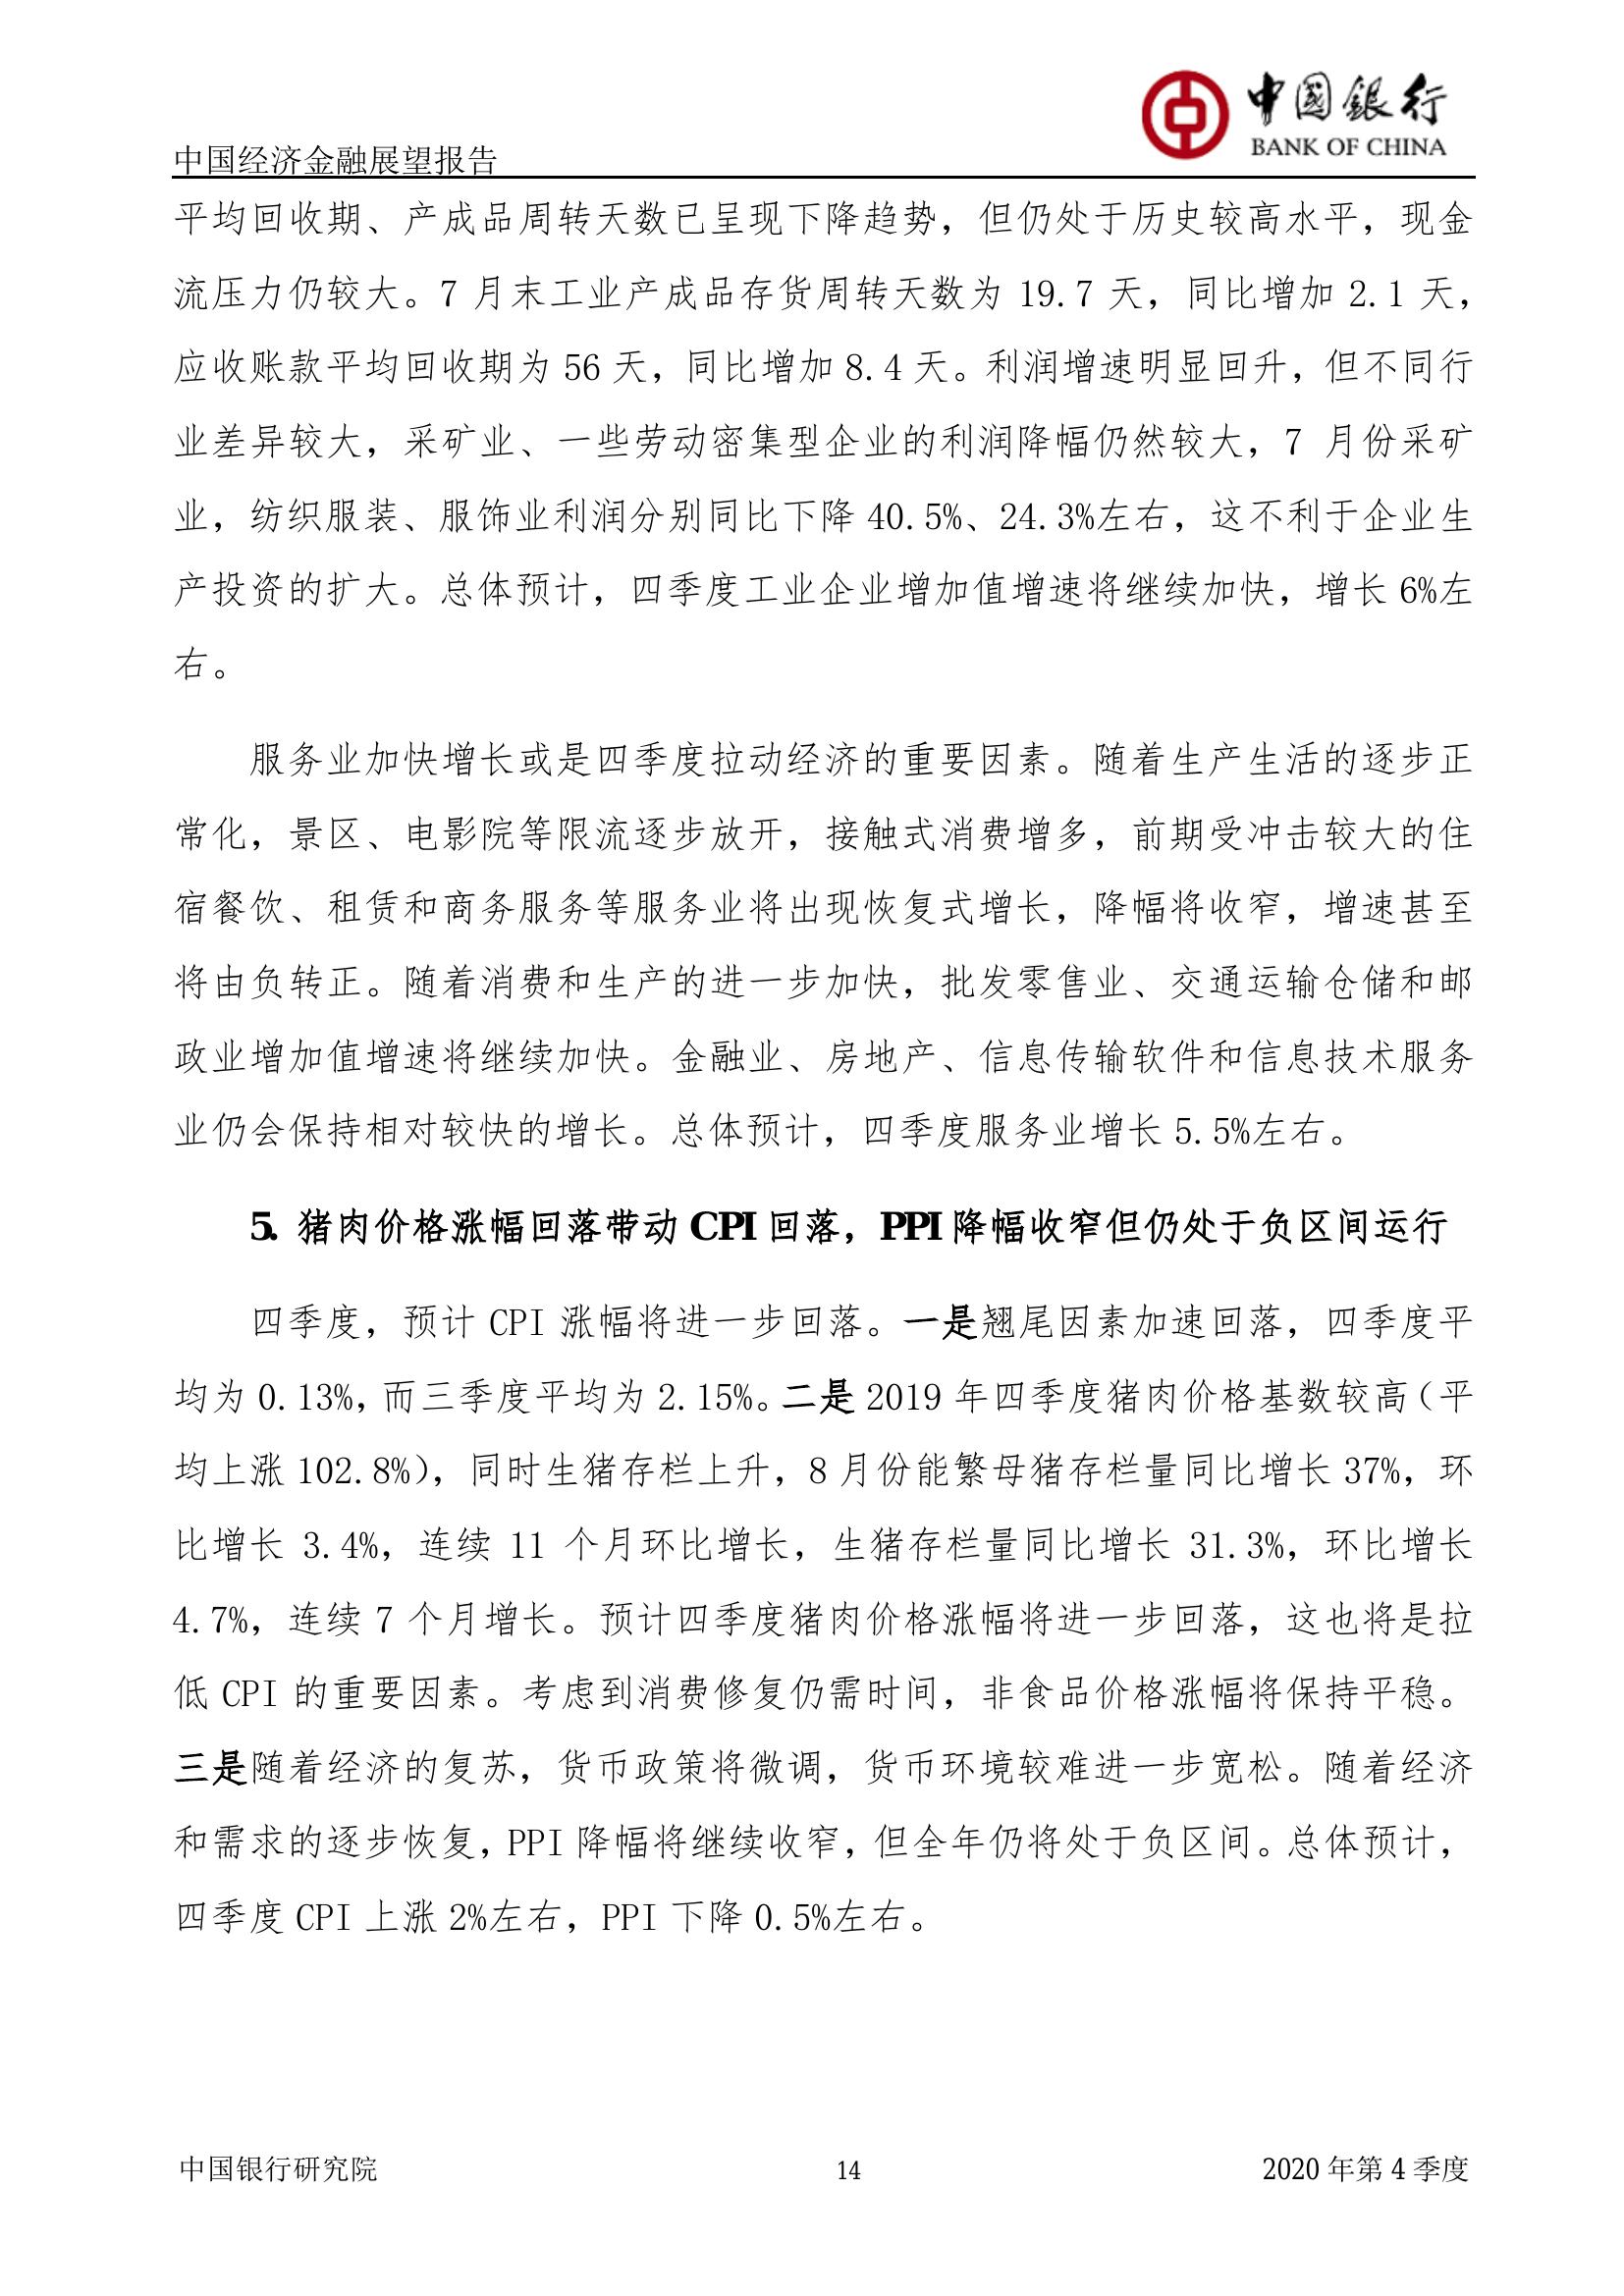 中国银行
BANK OF CHINA
中国经济金融展望报告
平均回收期、产成品周转天数已呈现下降趋势，但仍处于历史较高水平，现金
流压力仍较大。7 月末工业产成品存货周转天数为 19.7 天，同比增加 2.1 天，
应收账款平均回收期为 56 天，同比增加 8.4 天。利润增速明显回升，但不同行
业差异较大，采矿业、一些劳动密集型企业的利润降幅仍然较大，7 月份采矿
业，纺织服装、服饰业利润分别同比下降 40.5%、24.3%左右，这不利于企业生
产投资的扩大。总体预计，四季度工业企业增加值增速将继续加快，增长 6%左
右。
服务业加快增长或是四季度拉动经济的重要因素。随着生产生活的逐步正
常化，景区、电影院等限流逐步放开，接触式消费增多，前期受冲击较大的住
宿餐饮、租赁和商务服务等服务业将出现恢复式增长，降幅将收窄，增速甚至
将由负转正。随着消费和生产的进一步加快，批发零售业、交通运输仓储和邮
政业增加值增速将继续加快。金融业、房地产、信息传输软件和信息技术服务
业仍会保持相对较快的增长。总体预计，四季度服务业增长 5.5%左右。
5. 猪肉价格涨幅回落带动 CPI 回落，PPI 降幅收窄但仍处于负区间运行
四季度，预计 CPI 涨幅将进一步回落。一是翘尾因素加速回落，四季度平
均为 0.13%，而三季度平均为 2.15%。二是 2019 年四季度猪肉价格基数较高（平
均上涨 102.8%），同时生猪存栏上升，8 月份能繁母猪存栏量同比增长 37%，环
比增长 3.4%，连续 11 个月环比增长，生猪存栏量同比增长 31.3%，环比增长
4.7%，连续 7 个月增长。预计四季度猪肉价格涨幅将进一步回落，这也将是拉
低 CPI 的重要因素。考虑到消费修复仍需时间，非食品价格涨幅将保持平稳。
三是随着经济的复苏，货币政策将微调，货币环境较难进一步宽松。随着经济
和需求的逐步恢复，PPI 降幅将继续收窄，但全年仍将处于负区间。总体预计，
四季度 CPI 上涨 2%左右，PPI 下降 0.5%左右。
中国银行研究院 14 2020 年第 4 季度